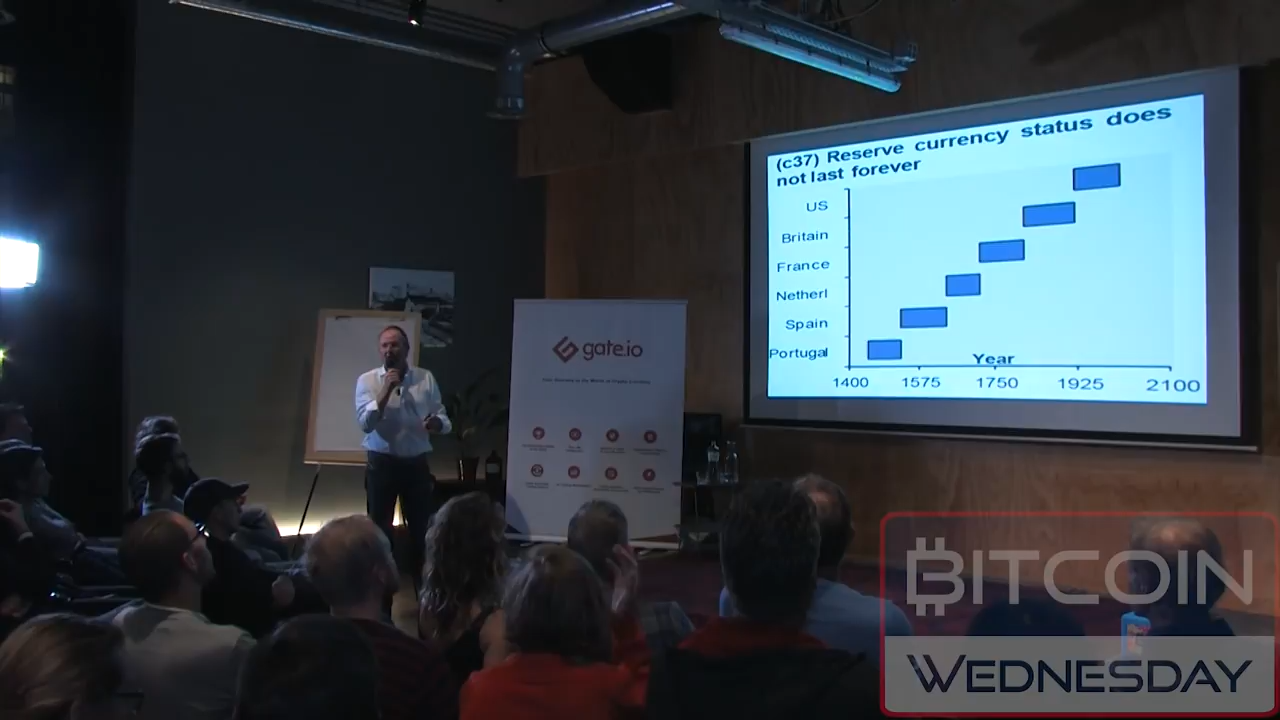 (c37) Reserve currency status does
not last forever
US
Britain
France
Netherl
Spain
Portugal
Year
1400
1575
1750
1925
2100
gate.io
BITCOIN
WEDNESDAY